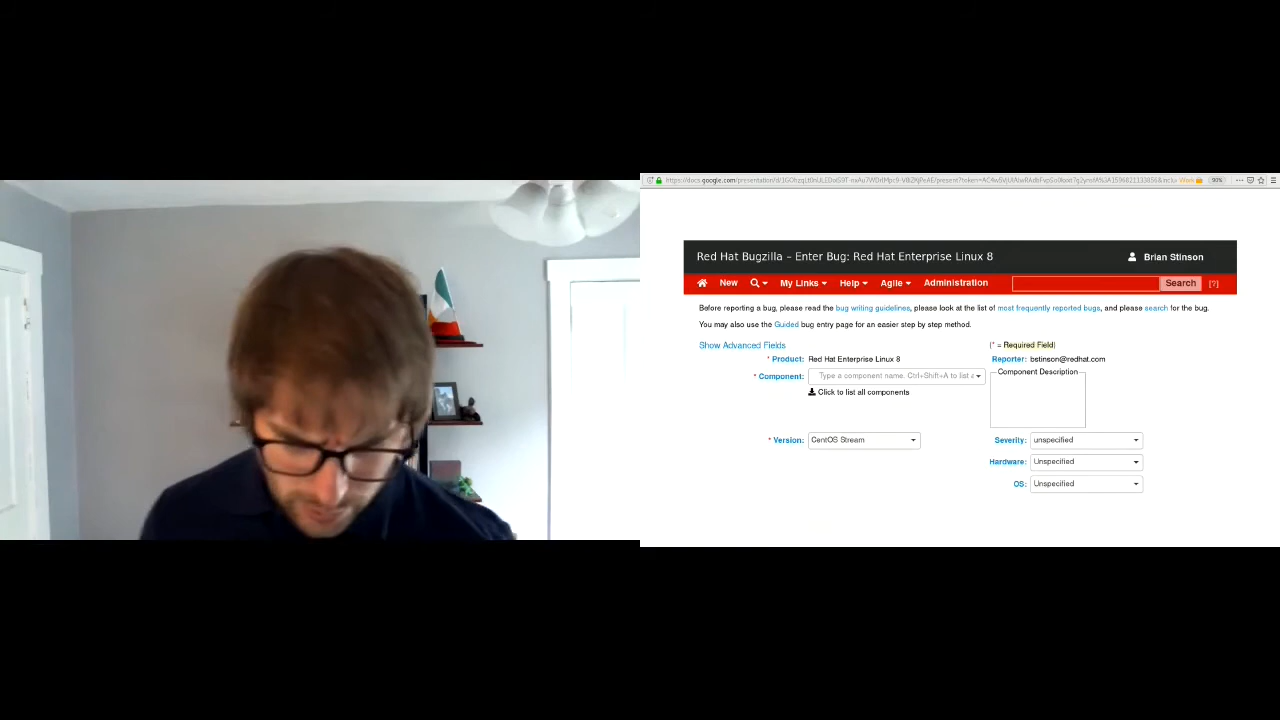 90%
Red Hat Bugzilla – Enter Bug: Red Hat Enterprise Linux 8
Brian Stinson
New
My Links
Help
Agile
Administration
Search
[?]
Before reporting a bug, please read the bug writing guidelines, please look at the list of most frequently reported bugs, and please search for the bug.
You may also use the Guided bug entry page for an easier step by step method.
Show Advanced Fields
(* = Required Field)
* Product: Red Hat Enterprise Linux 8
Reporter: bstinson@redhat.com
* Component: Type a component name. Ctrl+Shift+A to list
Component Description
Click to list all components
* Version: CentOS Stream
Severity: unspecified
Hardware: Unspecified
OS: Unspecified